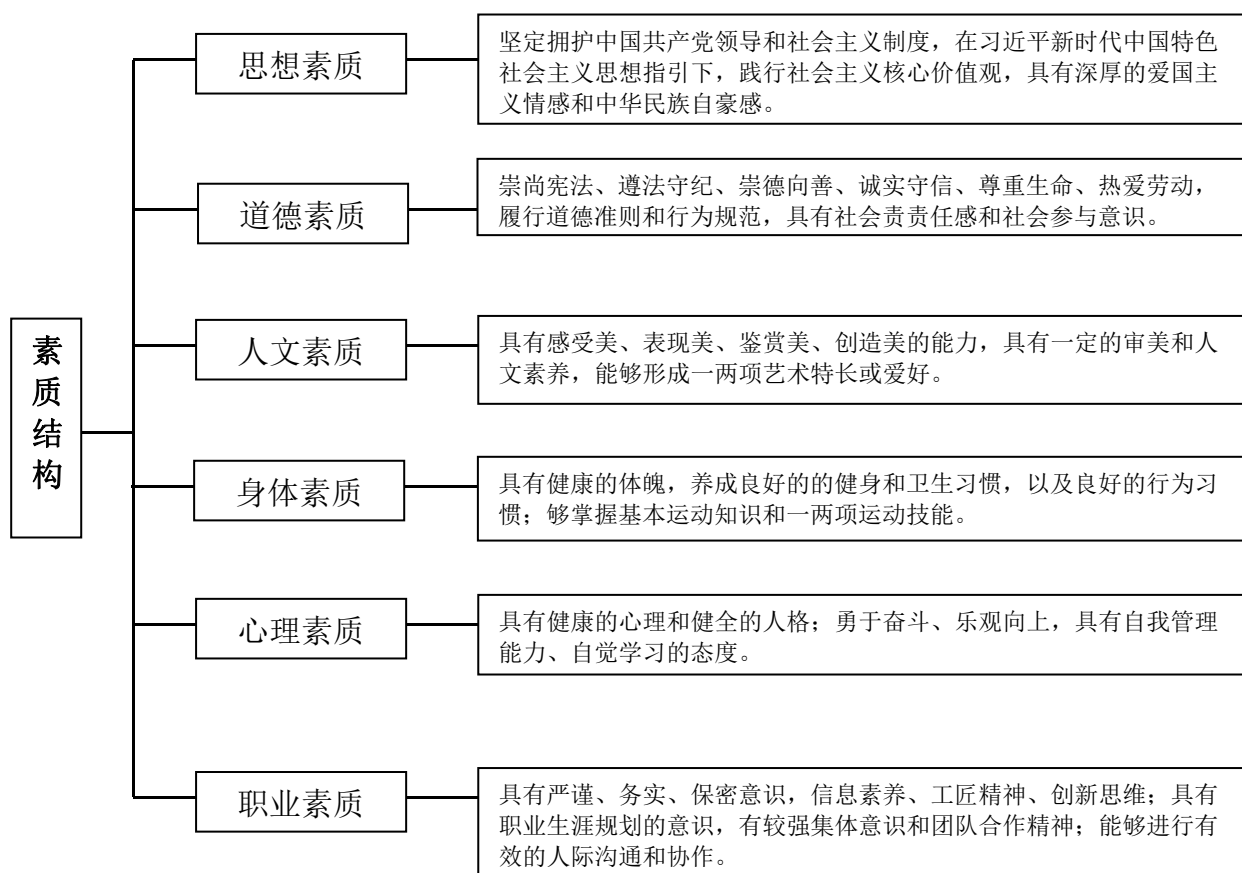 思想素质
坚定拥护中国共产党领导和社会主义制度，在习近平新时代中国特色
社会主义思想指引下，践行社会主义核心价值观，具有深厚的爱国主
义情感和中华民族自豪感。
道德素质
崇尚宪法、遵法守纪、崇德向善、诚实守信、尊重生命、热爱劳动，
履行道德准则和行为规范，具有社会责责任感和社会参与意识。
素质结构
人文素质
具有感受美、表现美、鉴赏美、创造美的能力，具有一定的审美和人
文素养，能够形成一两项艺术特长或爱好。
身体素质
具有健康的体魄，养成良好的的健身和卫生习惯，以及良好的行为习
惯；够掌握基本运动知识和一两项运动技能。
心理素质
具有健康的心理和健全的人格；勇于奋斗、乐观向上，具有自我管理
能力、自觉学习的态度。
职业素质
具有严谨、务实、保密意识，信息素养、工匠精神、创新思维；具有
职业生涯规划的意识，有较强集体意识和团队合作精神；能够进行有
效的人际沟通和协作。